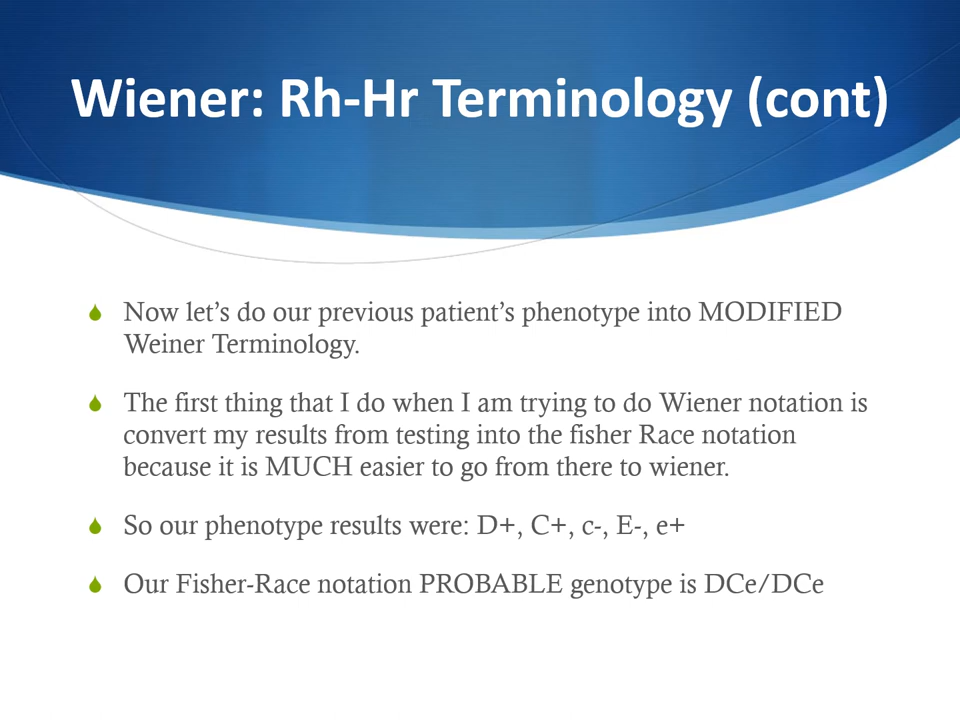 Wiener: Rh-Hr Terminology (cont)
Now let’s do our previous patient’s phenotype into MODIFIED
Weiner Terminology.
The first thing that I do when I am trying to do Wiener notation is
convert my results from testing into the fisher Race notation
because it is MUCH easier to go from there to wiener.
So our phenotype results were: D+, C+, c-, E-, e+
Our Fisher-Race notation PROBABLE genotype is DCe/DCe